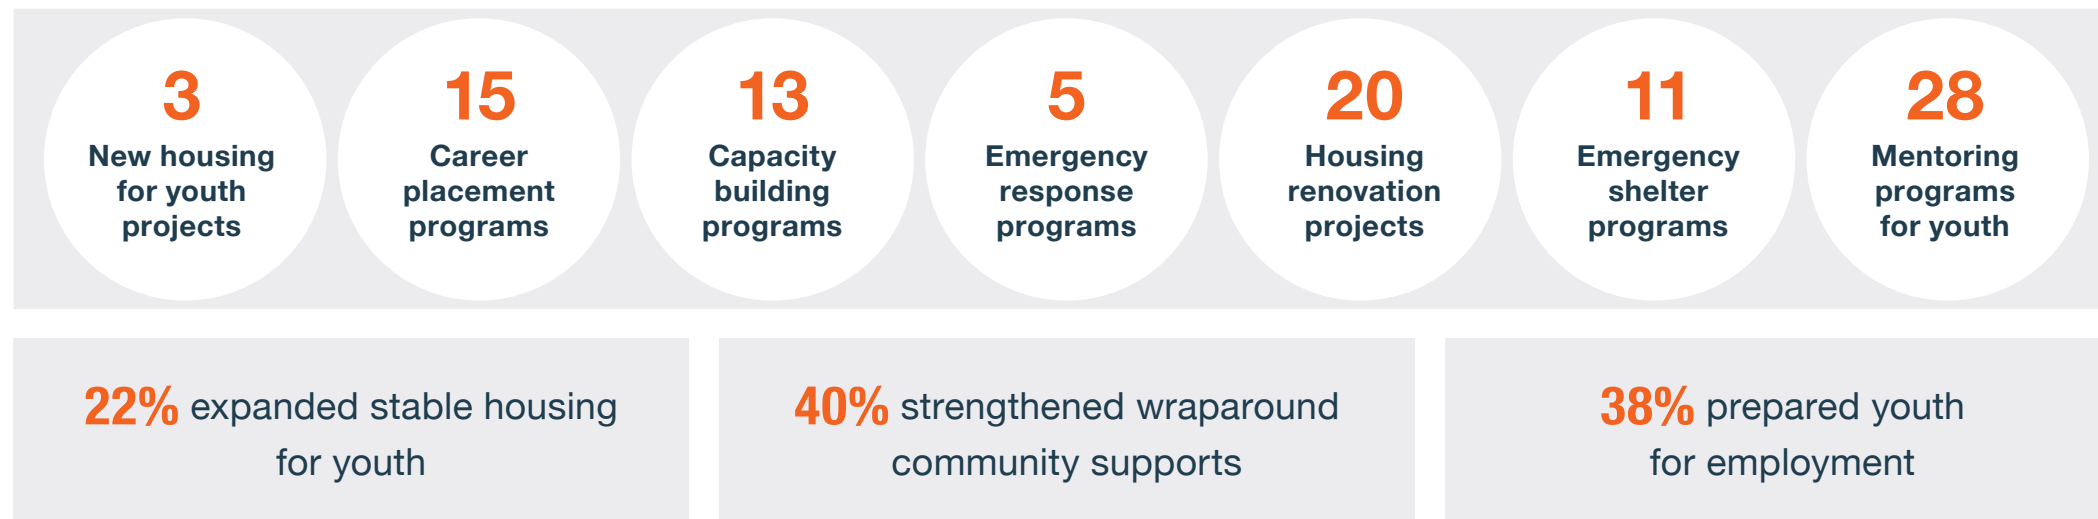 3
New housing
for youth
projects
15
Career
placement
programs
13
Capacity
building
programs
5
Emergency
response
programs
20
Housing
renovation
projects
11
Emergency
shelter
programs
28
Mentoring
programs
for youth
22% expanded stable housing
for youth
40% strengthened wraparound
community supports
38% prepared youth
for employment